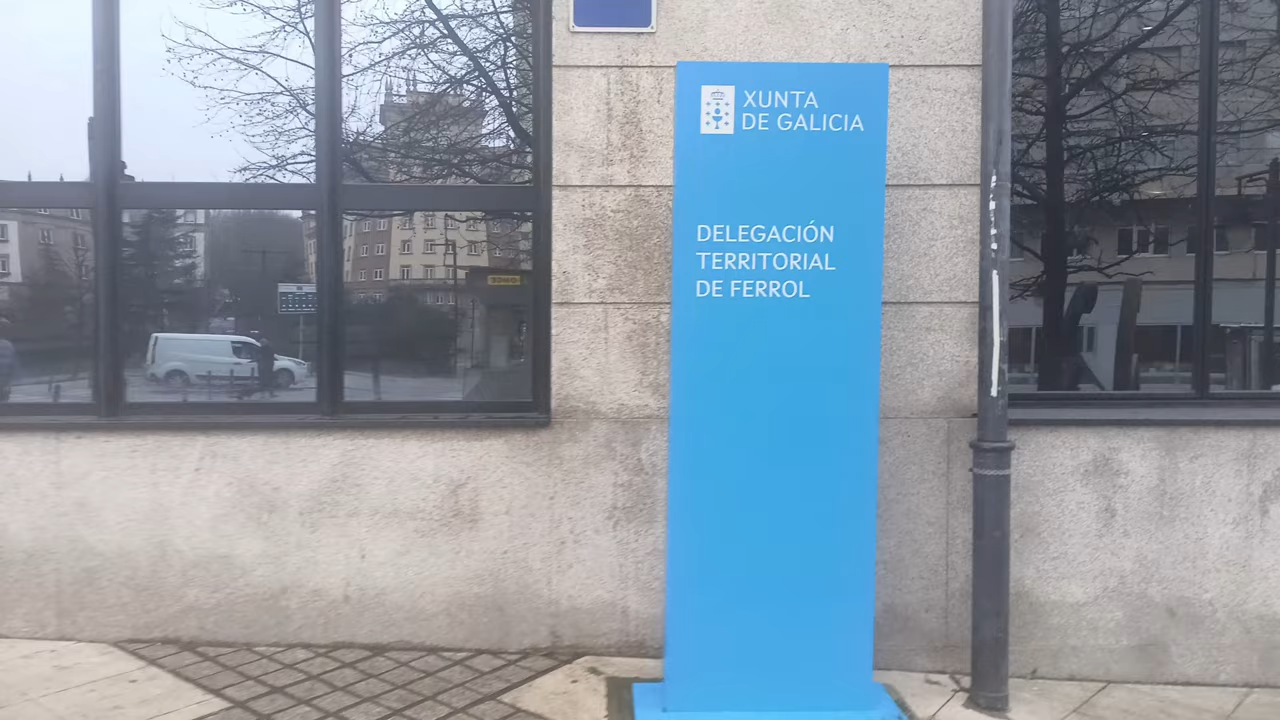 XUNTA
DE GALICIA
DELEGACIÓN
TERRITORIAL
DE FERROL